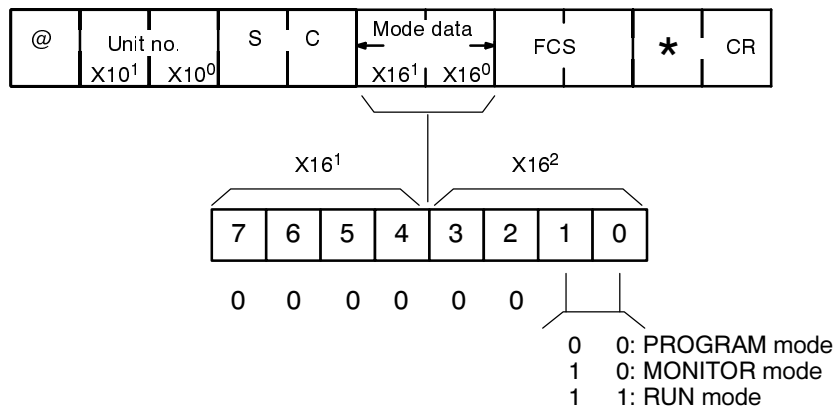 @ Unit no. S C Mode data FCS * CR
X10¹ X10⁰ X16¹ X16⁰
X16¹ X16²
7 6 5 4 3 2 1 0
0 0 0 0 0 0
0 0: PROGRAM mode
1 0: MONITOR mode
1 1: RUN mode